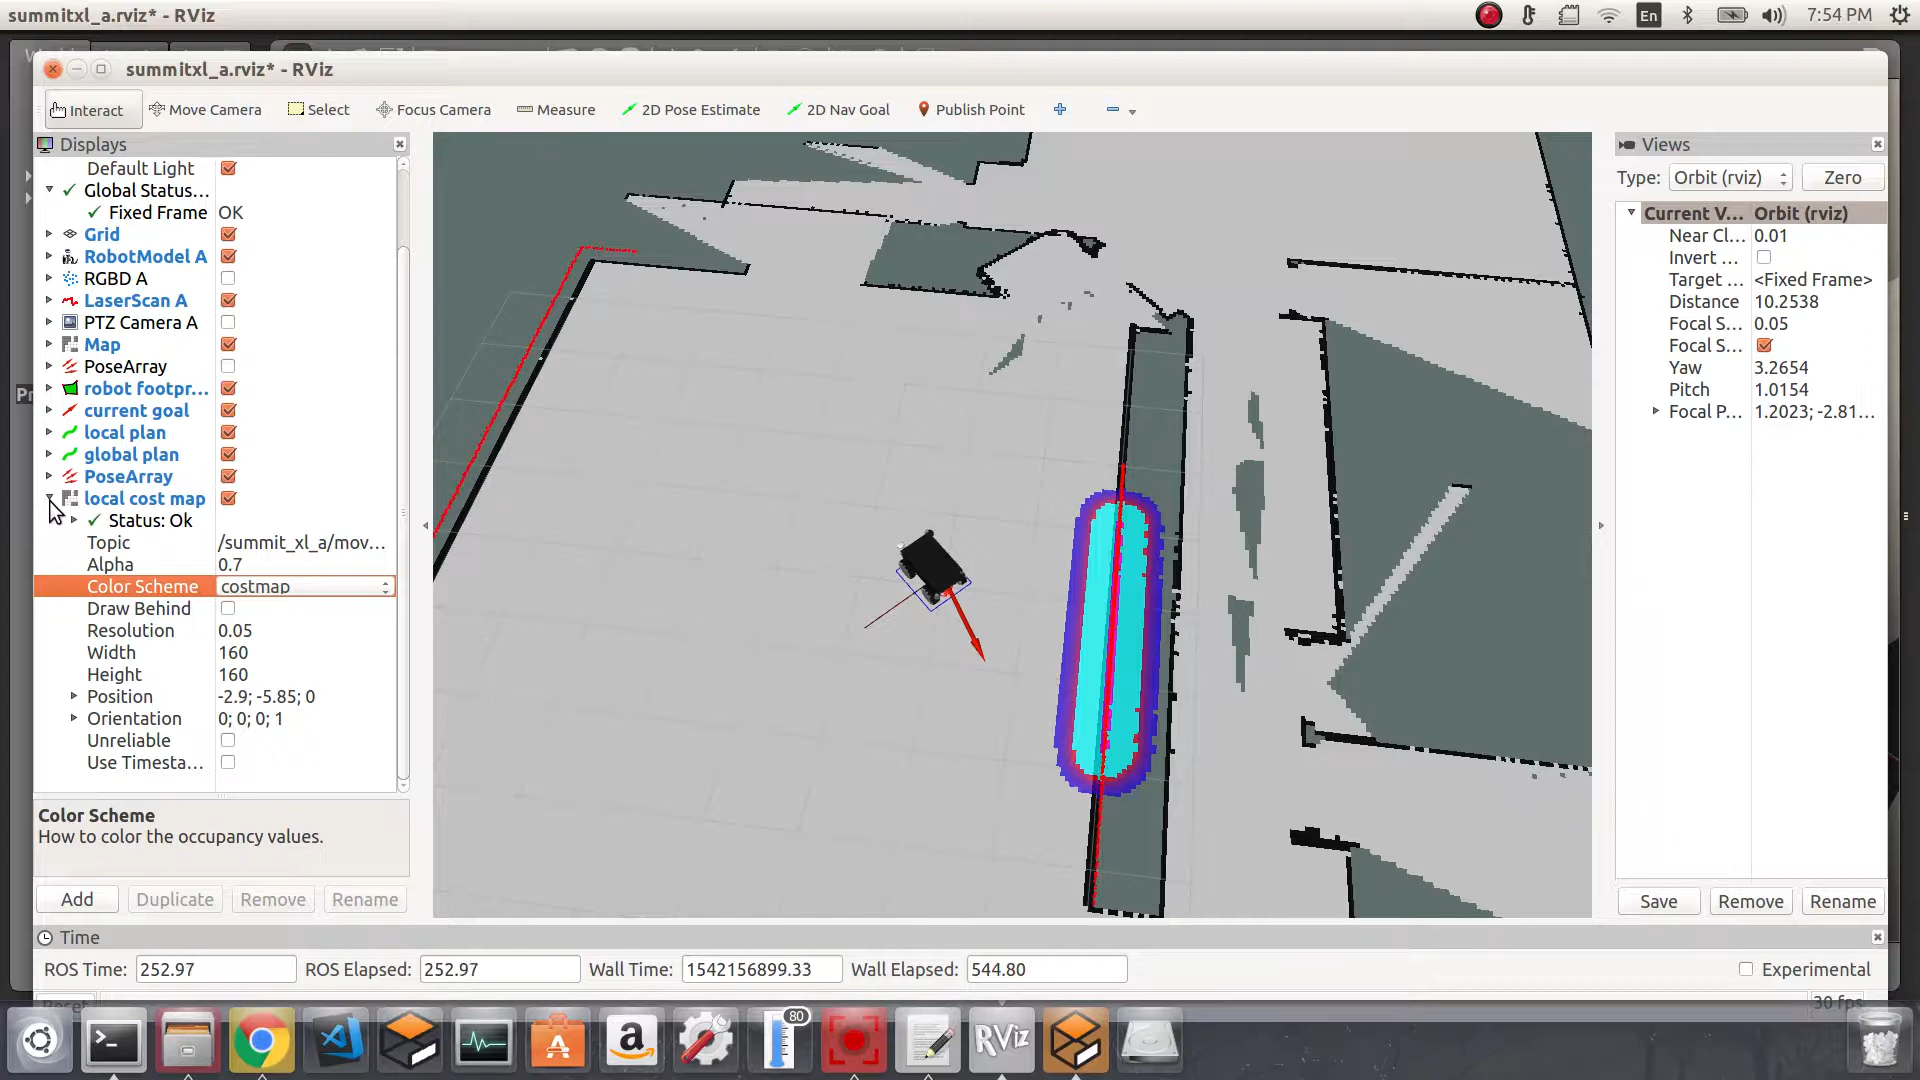 summitxl_a.rviz* - RViz
En
7:54 PM
summitxl_a.rviz* - RViz
Interact
Move Camera
Select
Focus Camera
Measure
2D Pose Estimate
2D Nav Goal
Publish Point
Displays
Default Light
Global Status...
Fixed Frame OK
Grid
RobotModel A
RGBD A
LaserScan A
PTZ Camera A
Map
PoseArray
robot footpr...
current goal
local plan
global plan
PoseArray
local cost map
Status: Ok
Topic /summit_xl_a/mov...
Alpha 0.7
Color Scheme costmap
Draw Behind
Resolution 0.05
Width 160
Height 160
Position -2.9; -5.85; 0
Orientation 0; 0; 0; 1
Unreliable
Use Timesta...
Color Scheme
How to color the occupancy values.
Add Duplicate Remove Rename
Views
Type: Orbit (rviz) Zero
Current V... Orbit (rviz)
Near Cl... 0.01
Invert ...
Target ... <Fixed Frame>
Distance 10.2538
Focal S... 0.05
Focal S...
Yaw 3.2654
Pitch 1.0154
Focal P... 1.2023; -2.81...
Save Remove Rename
Time
ROS Time: 252.97 ROS Elapsed: 252.97 Wall Time: 1542156899.33 Wall Elapsed: 544.80 Experimental
Reset
30 fps
80
RViz